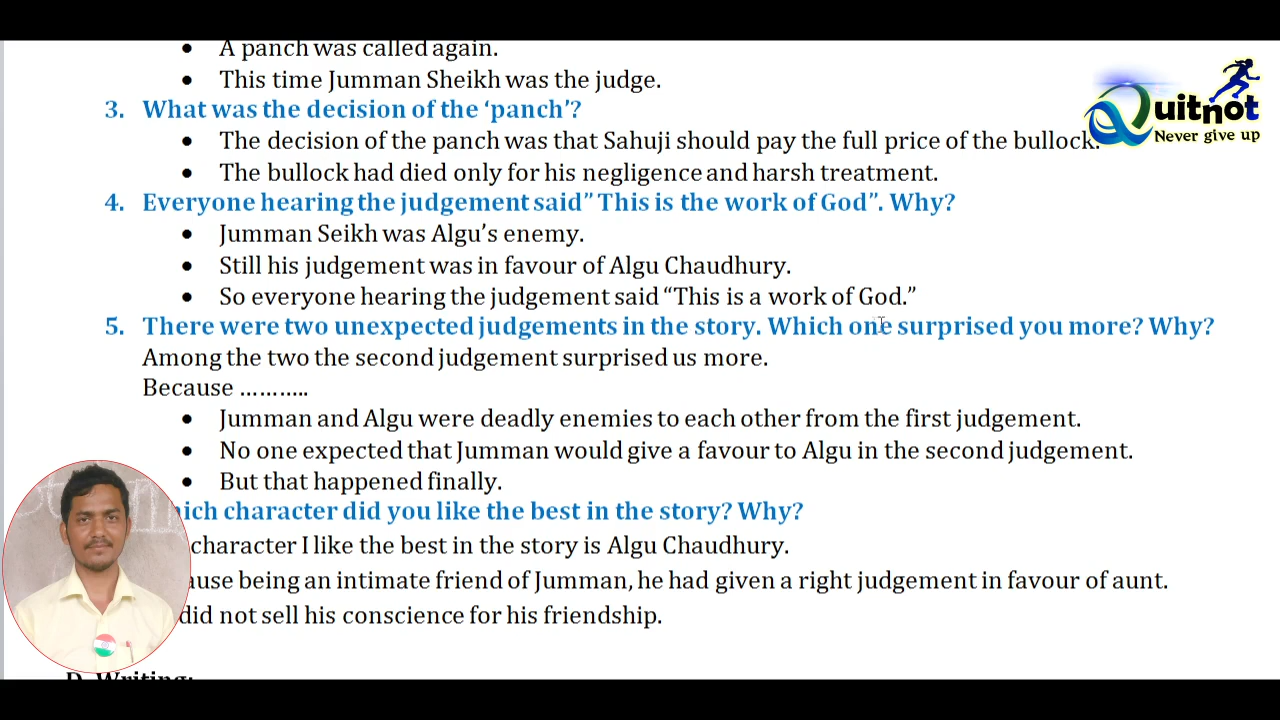 • A panch was called again.
• This time Jumman Sheikh was the judge.
3. What was the decision of the ‘panch’?
• The decision of the panch was that Sahuji should pay the full price of the bullock.
• The bullock had died only for his negligence and harsh treatment.
4. Everyone hearing the judgement said” This is the work of God”. Why?
• Jumman Seikh was Algu’s enemy.
• Still his judgement was in favour of Algu Chaudhury.
• So everyone hearing the judgement said “This is a work of God.”
5. There were two unexpected judgements in the story. Which one surprised you more? Why?
Among the two the second judgement surprised us more.
Because ………..
• Jumman and Algu were deadly enemies to each other from the first judgement.
• No one expected that Jumman would give a favour to Algu in the second judgement.
• But that happened finally.
character did you like the best in the story? Why?
character I like the best in the story is Algu Chaudhury.
being an intimate friend of Jumman, he had given a right judgement in favour of aunt.
did not sell his conscience for his friendship.
D. Writing:
Quitnot
Never give up